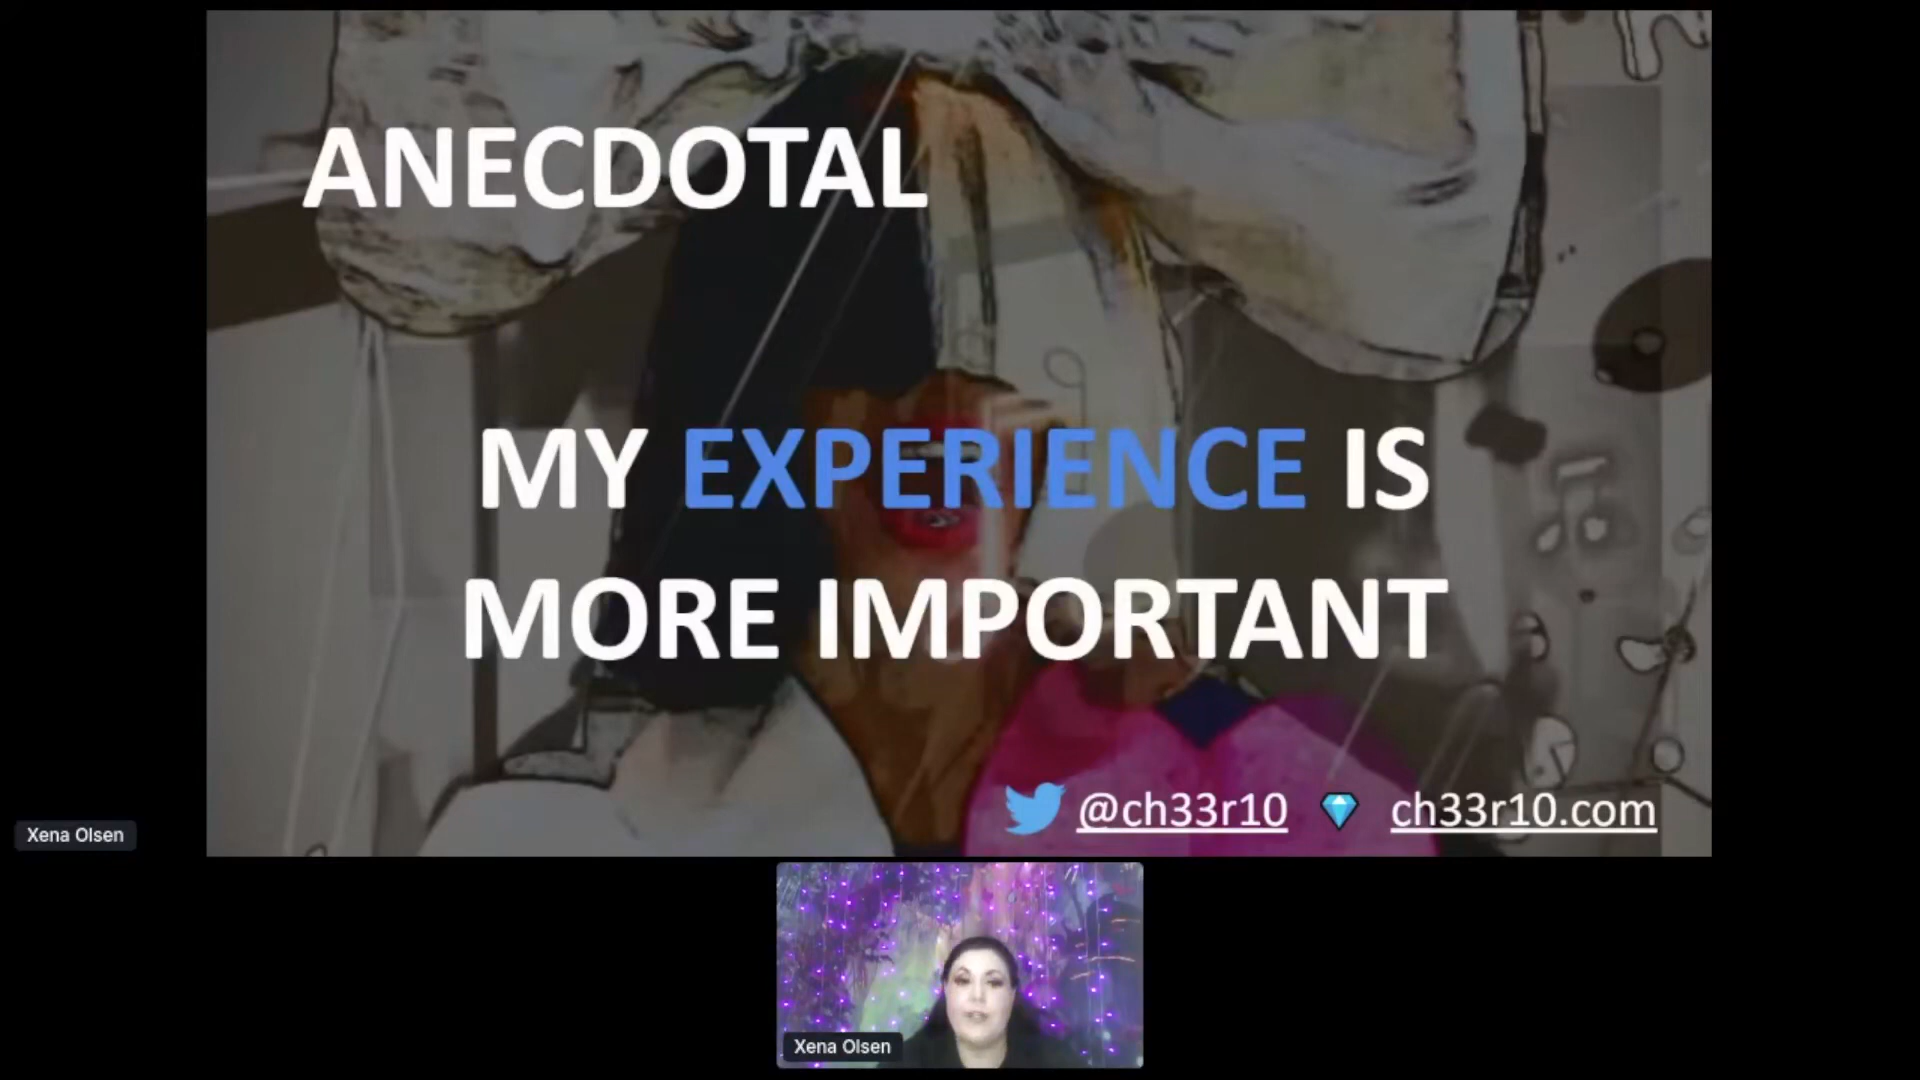 ANECDOTAL
MY EXPERIENCE IS
MORE IMPORTANT
@ch33r10 ch33r10.com
Xena Olsen
Xena Olsen